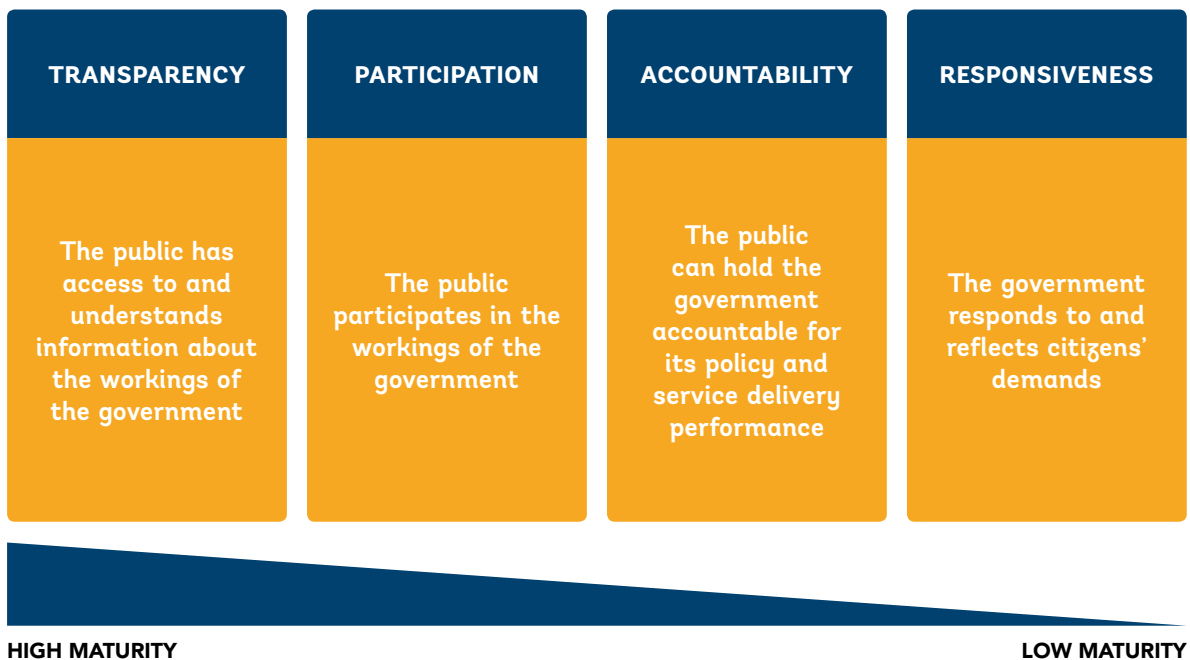 TRANSPARENCY
The public has
access to and
understands
information about
the workings of
the government
PARTICIPATION
The public
participates in the
workings of the
government
ACCOUNTABILITY
The public
can hold the
government
accountable for
its policy and
service delivery
performance
RESPONSIVENESS
The government
responds to and
reflects citizens’
demands
HIGH MATURITY
LOW MATURITY